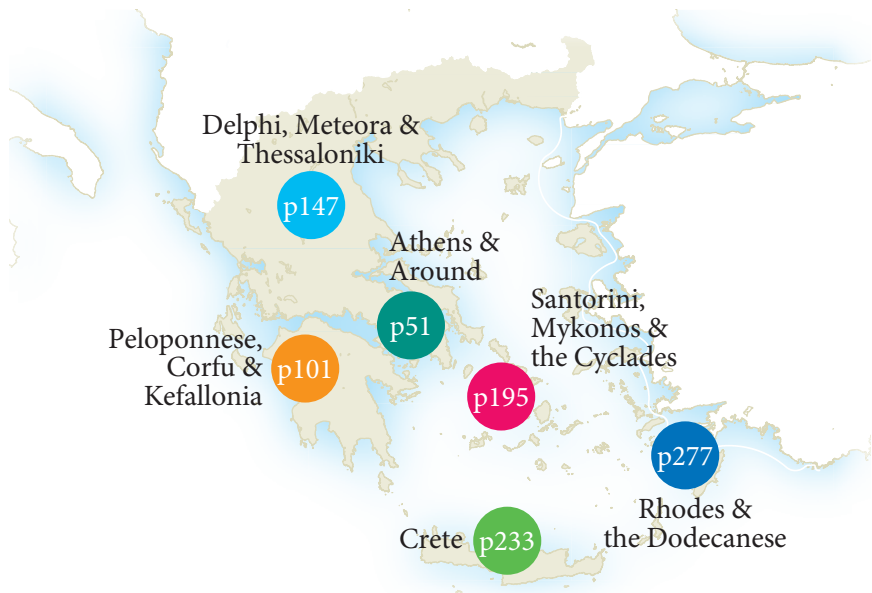 Delphi, Meteora &
Thessaloniki
p147
Athens &
Around
p51
Santorini,
Mykonos &
the Cyclades
p195
Peloponnese,
Corfu &
Kefallonia
p101
p277
Rhodes &
the Dodecanese
Crete
p233